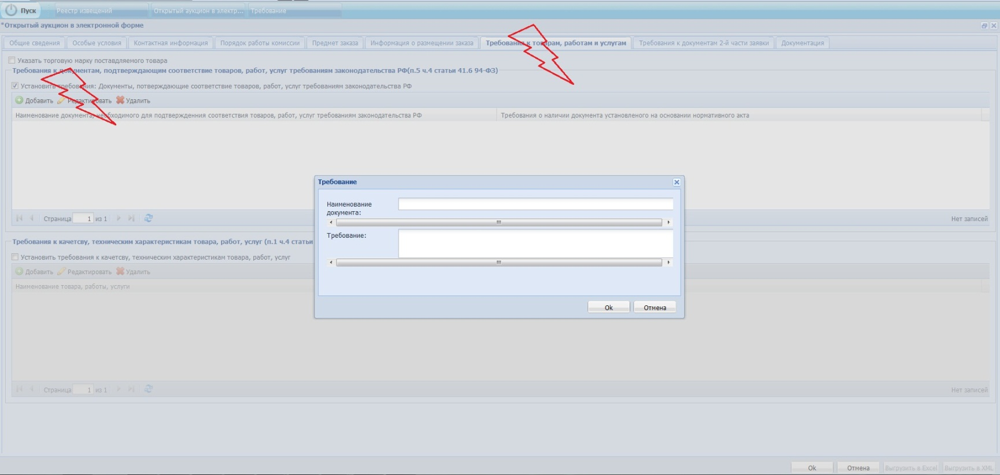 Пуск
Реестр извещений
Открытый аукцион в электр...
Требование
*Открытый аукцион в электронной форме
Общие сведения
Особые условия
Контактная информация
Порядок работы комиссии
Предмет заказа
Информация о размещении заказа
Требования к товарам, работам и услугам
Требования к документам 2-й части заявки
Документация
Указать торговую марку поставдляемого товара
Требования к документам, подтверждающим соответствие товаров, работ, услуг требованиям законодательства РФ(п.5 ч.4 статьи 41.6 94-ФЗ)
Установить требования: Документы, потверждающие соответствие товаров, работ, услуг требованиям законодательства РФ
Добавить Редактировать Удалить
Наименование документа, необходимого для подтверждения соответствия товаров, работ, услуг требованиям законодательства РФ
Требования о наличии документа установленого на основании нормативного акта
Требование
Наименование
документа:
Требование:
Ok
Отмена
Страница 1 из 1
Нет записей
Требования к качетсву, техническим характеристикам товара, работ, услуг (п.1 ч.4 статьи
Установить требования к качетсву, техническим характеристикам товара, работ, услуг
Добавить Редактировать Удалить
Наименование товара, работы, услуги
Страница 1 из 1
Нет записей
Ok
Отмена
Выгрузить в Excel
Выгрузить в XML